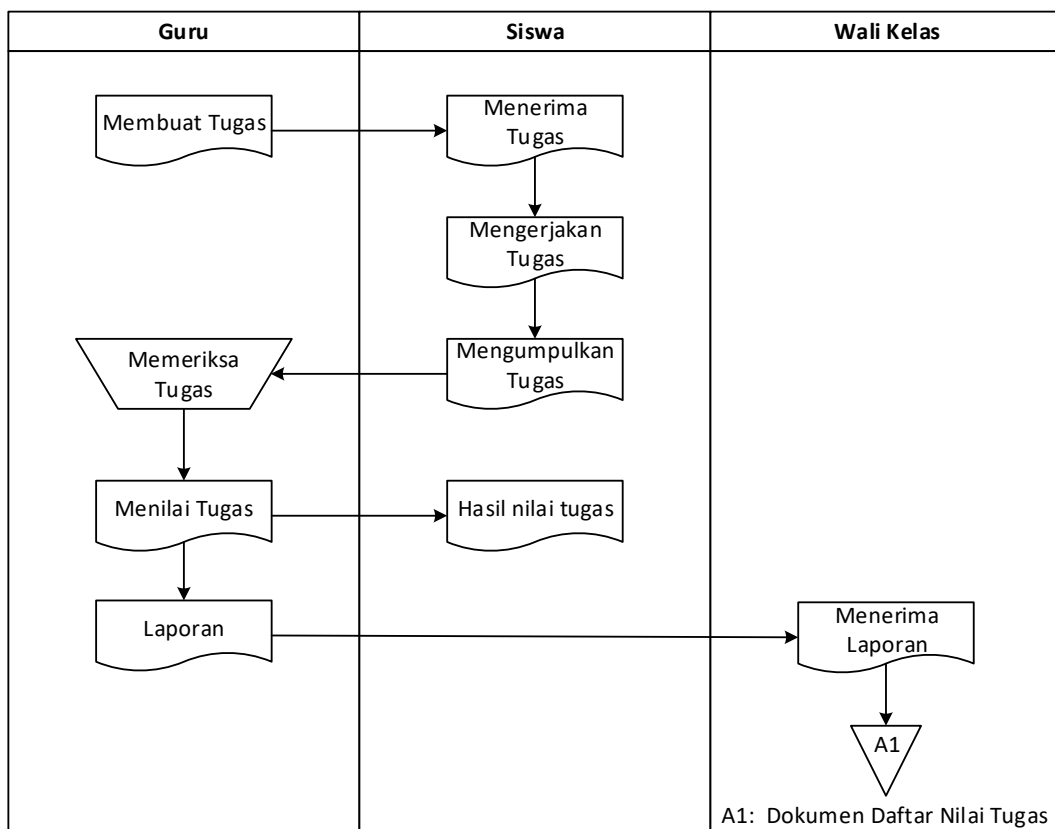 Guru
Siswa
Wali Kelas
Membuat Tugas
Menerima
Tugas
Mengerjakan
Tugas
Memeriksa
Tugas
Mengumpulkan
Tugas
Menilai Tugas
Hasil nilai tugas
Laporan
Menerima
Laporan
A1
A1: Dokumen Daftar Nilai Tugas